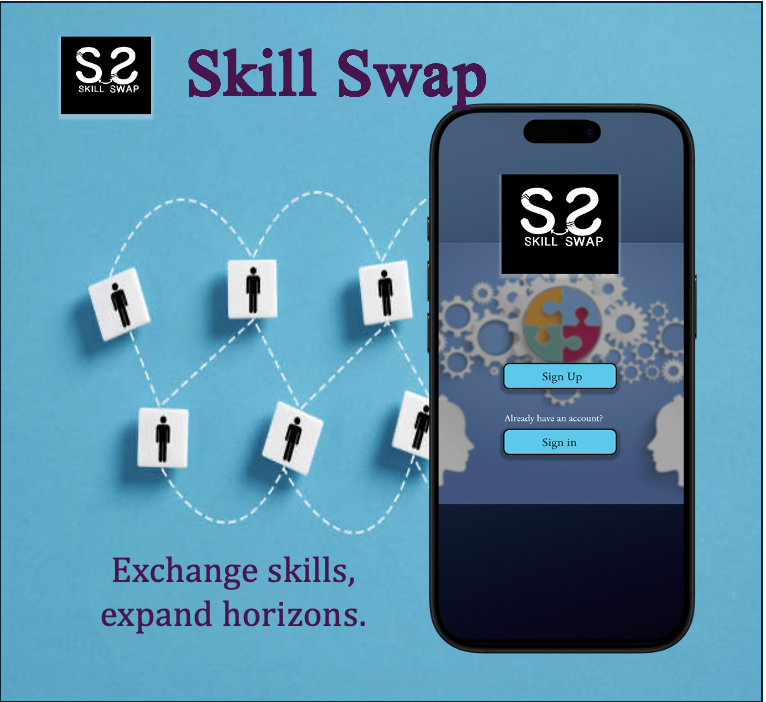 SS
SKILL SWAP
Skill Swap
SS
SKILL SWAP
Sign Up
Already have an account?
Sign in
Exchange skills,
expand horizons.